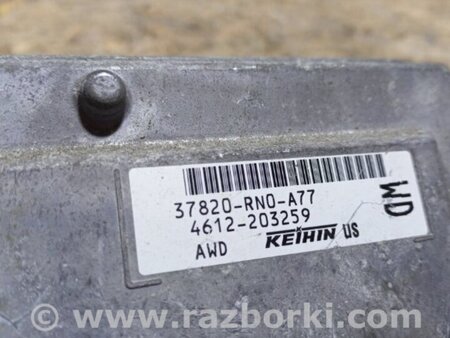 37820-RN0-A77
4612-203259
AWD KEIHIN US
WD
www.razborki.com